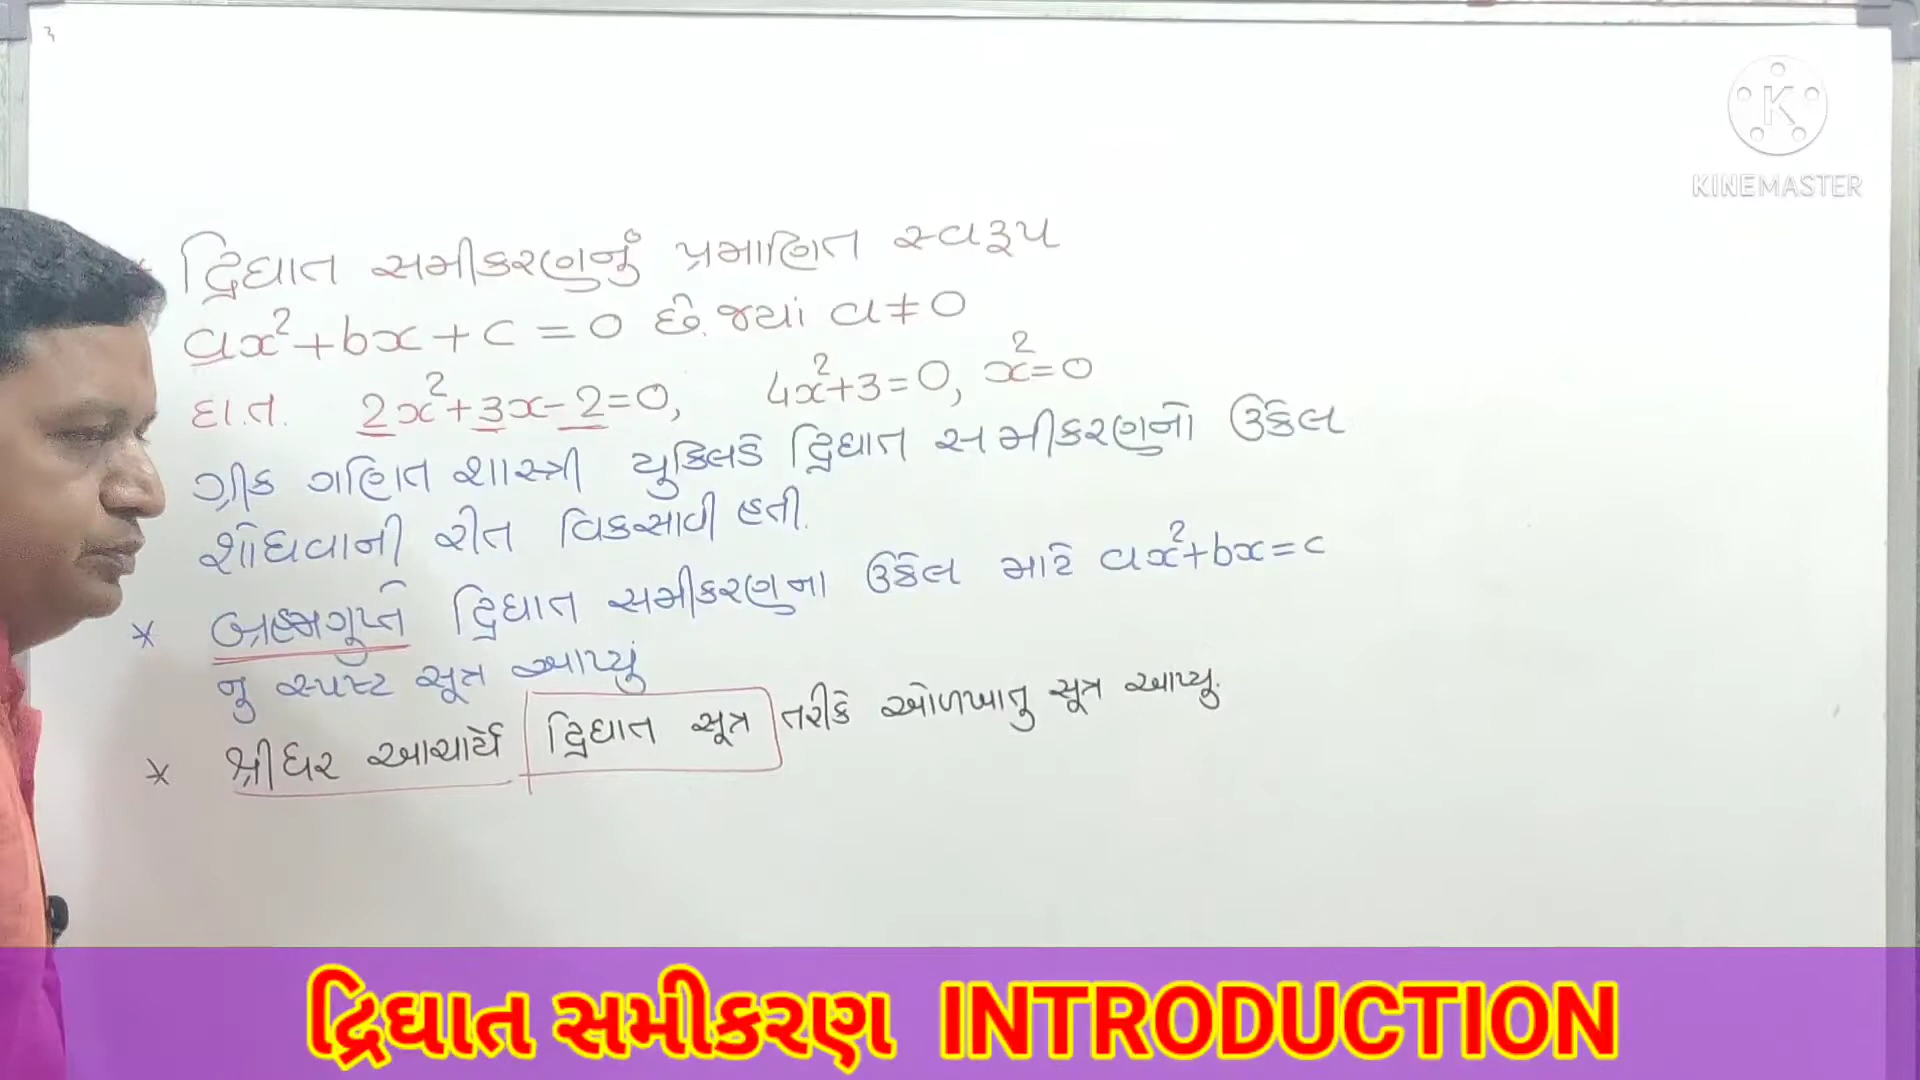 KINEMASTER
દ્રિઘાત સમીકરણનું પ્રમાણિત સ્વરૂપ
ax²+bx+c=0 છે. જયાં a≠0
દા.ત. 2x²+3x-2=0, 4x²+3=0, x²=0
ગ્રીક ગણિત શાસ્ત્રી યુક્લિડે દ્રિઘાત સમીકરણનો ઉકેલ
શોધવાની રીત વિકસાવી હતી.
* બ્રહ્મગુપ્તે દ્રિઘાત સમીકરણના ઉકેલ માટે ax²+bx=c
નુ સ્પષ્ટ સૂત્ર આપ્યું
* શ્રીધર આચાર્યે દ્રિઘાત સૂત્ર તરીકે ઓળખાતુ સૂત્ર આપ્યુ.
દ્રિઘાત સમીકરણ INTRODUCTION